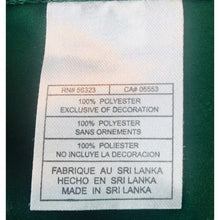 RN# 56323 CA# 05553
100% POLYESTER
EXCLUSIVE OF DECORATION
100% POLYESTER
SANS ORNEMENTS
100% POLIESTER
NO INCLUYE LA DECORACIÓN
FABRIQUE AU SRI LANKA
HECHO EN SRI LANKA
MADE IN SRI LANKA